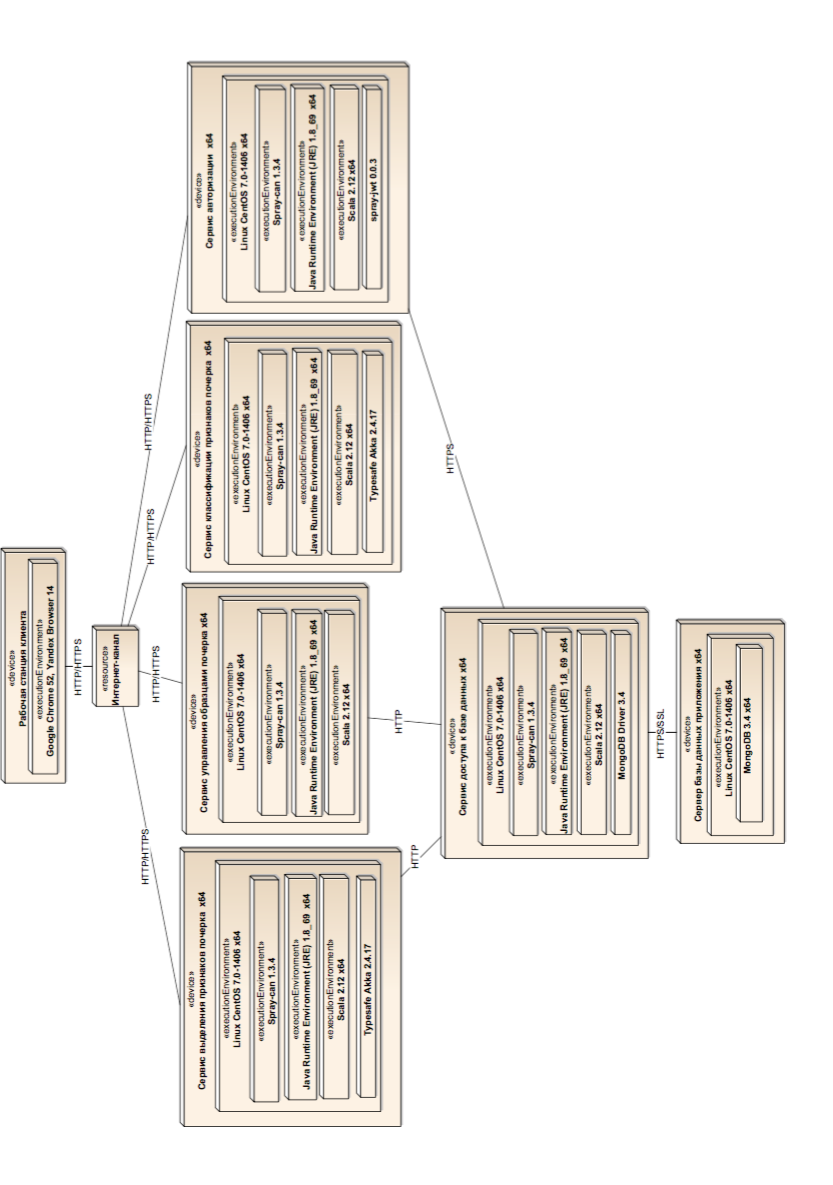 «device»
Рабочая станция клиента
«executionEnvironment»
Google Chrome 52, Yandex Browser 14
HTTP/HTTPS
«resource»
Интернет-канал
HTTP/HTTPS
HTTP/HTTPS
HTTP/HTTPS
HTTP/HTTPS
«device»
Сервис выделения признаков почерка x64
«executionEnvironment»
Linux CentOS 7.0-1406 x64
«executionEnvironment»
Spray-can 1.3.4
«executionEnvironment»
Java Runtime Environment (JRE) 1.8_69 x64
«executionEnvironment»
Scala 2.12 x64
Typesafe Akka 2.4.17
«device»
Сервис управления образцами почерка x64
«executionEnvironment»
Linux CentOS 7.0-1406 x64
«executionEnvironment»
Spray-can 1.3.4
«executionEnvironment»
Java Runtime Environment (JRE) 1.8_69 x64
«executionEnvironment»
Scala 2.12 x64
«device»
Сервис классификации признаков почерка x64
«executionEnvironment»
Linux CentOS 7.0-1406 x64
«executionEnvironment»
Spray-can 1.3.4
«executionEnvironment»
Java Runtime Environment (JRE) 1.8_69 x64
«executionEnvironment»
Scala 2.12 x64
Typesafe Akka 2.4.17
«device»
Сервис авторизации x64
«executionEnvironment»
Linux CentOS 7.0-1406 x64
«executionEnvironment»
Spray-can 1.3.4
«executionEnvironment»
Java Runtime Environment (JRE) 1.8_69 x64
«executionEnvironment»
Scala 2.12 x64
spray-jwt 0.0.3
HTTP
HTTP
HTTPS
«device»
Сервис доступа к базе данных x64
«executionEnvironment»
Linux CentOS 7.0-1406 x64
«executionEnvironment»
Spray-can 1.3.4
«executionEnvironment»
Java Runtime Environment (JRE) 1.8_69 x64
«executionEnvironment»
Scala 2.12 x64
MongoDB Driver 3.4
HTTPS/SSL
«device»
Сервер базы данных приложения x64
«executionEnvironment»
Linux CentOS 7.0-1406 x64
MongoDB 3.4 x64